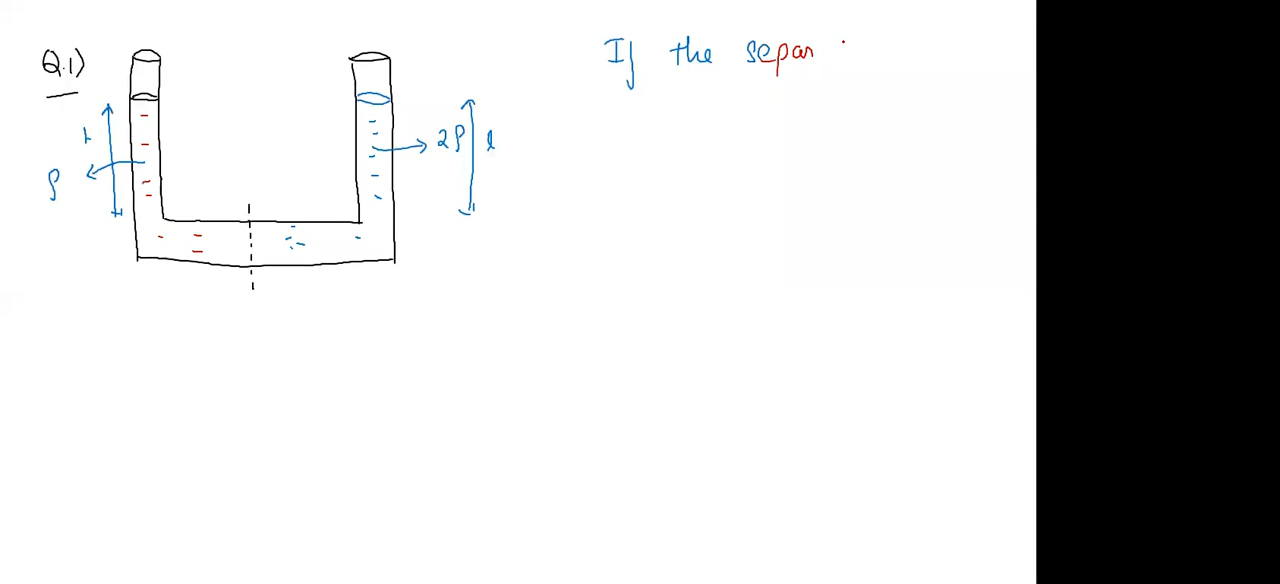 Q.1)
If the separ
ρ
2ρ
l